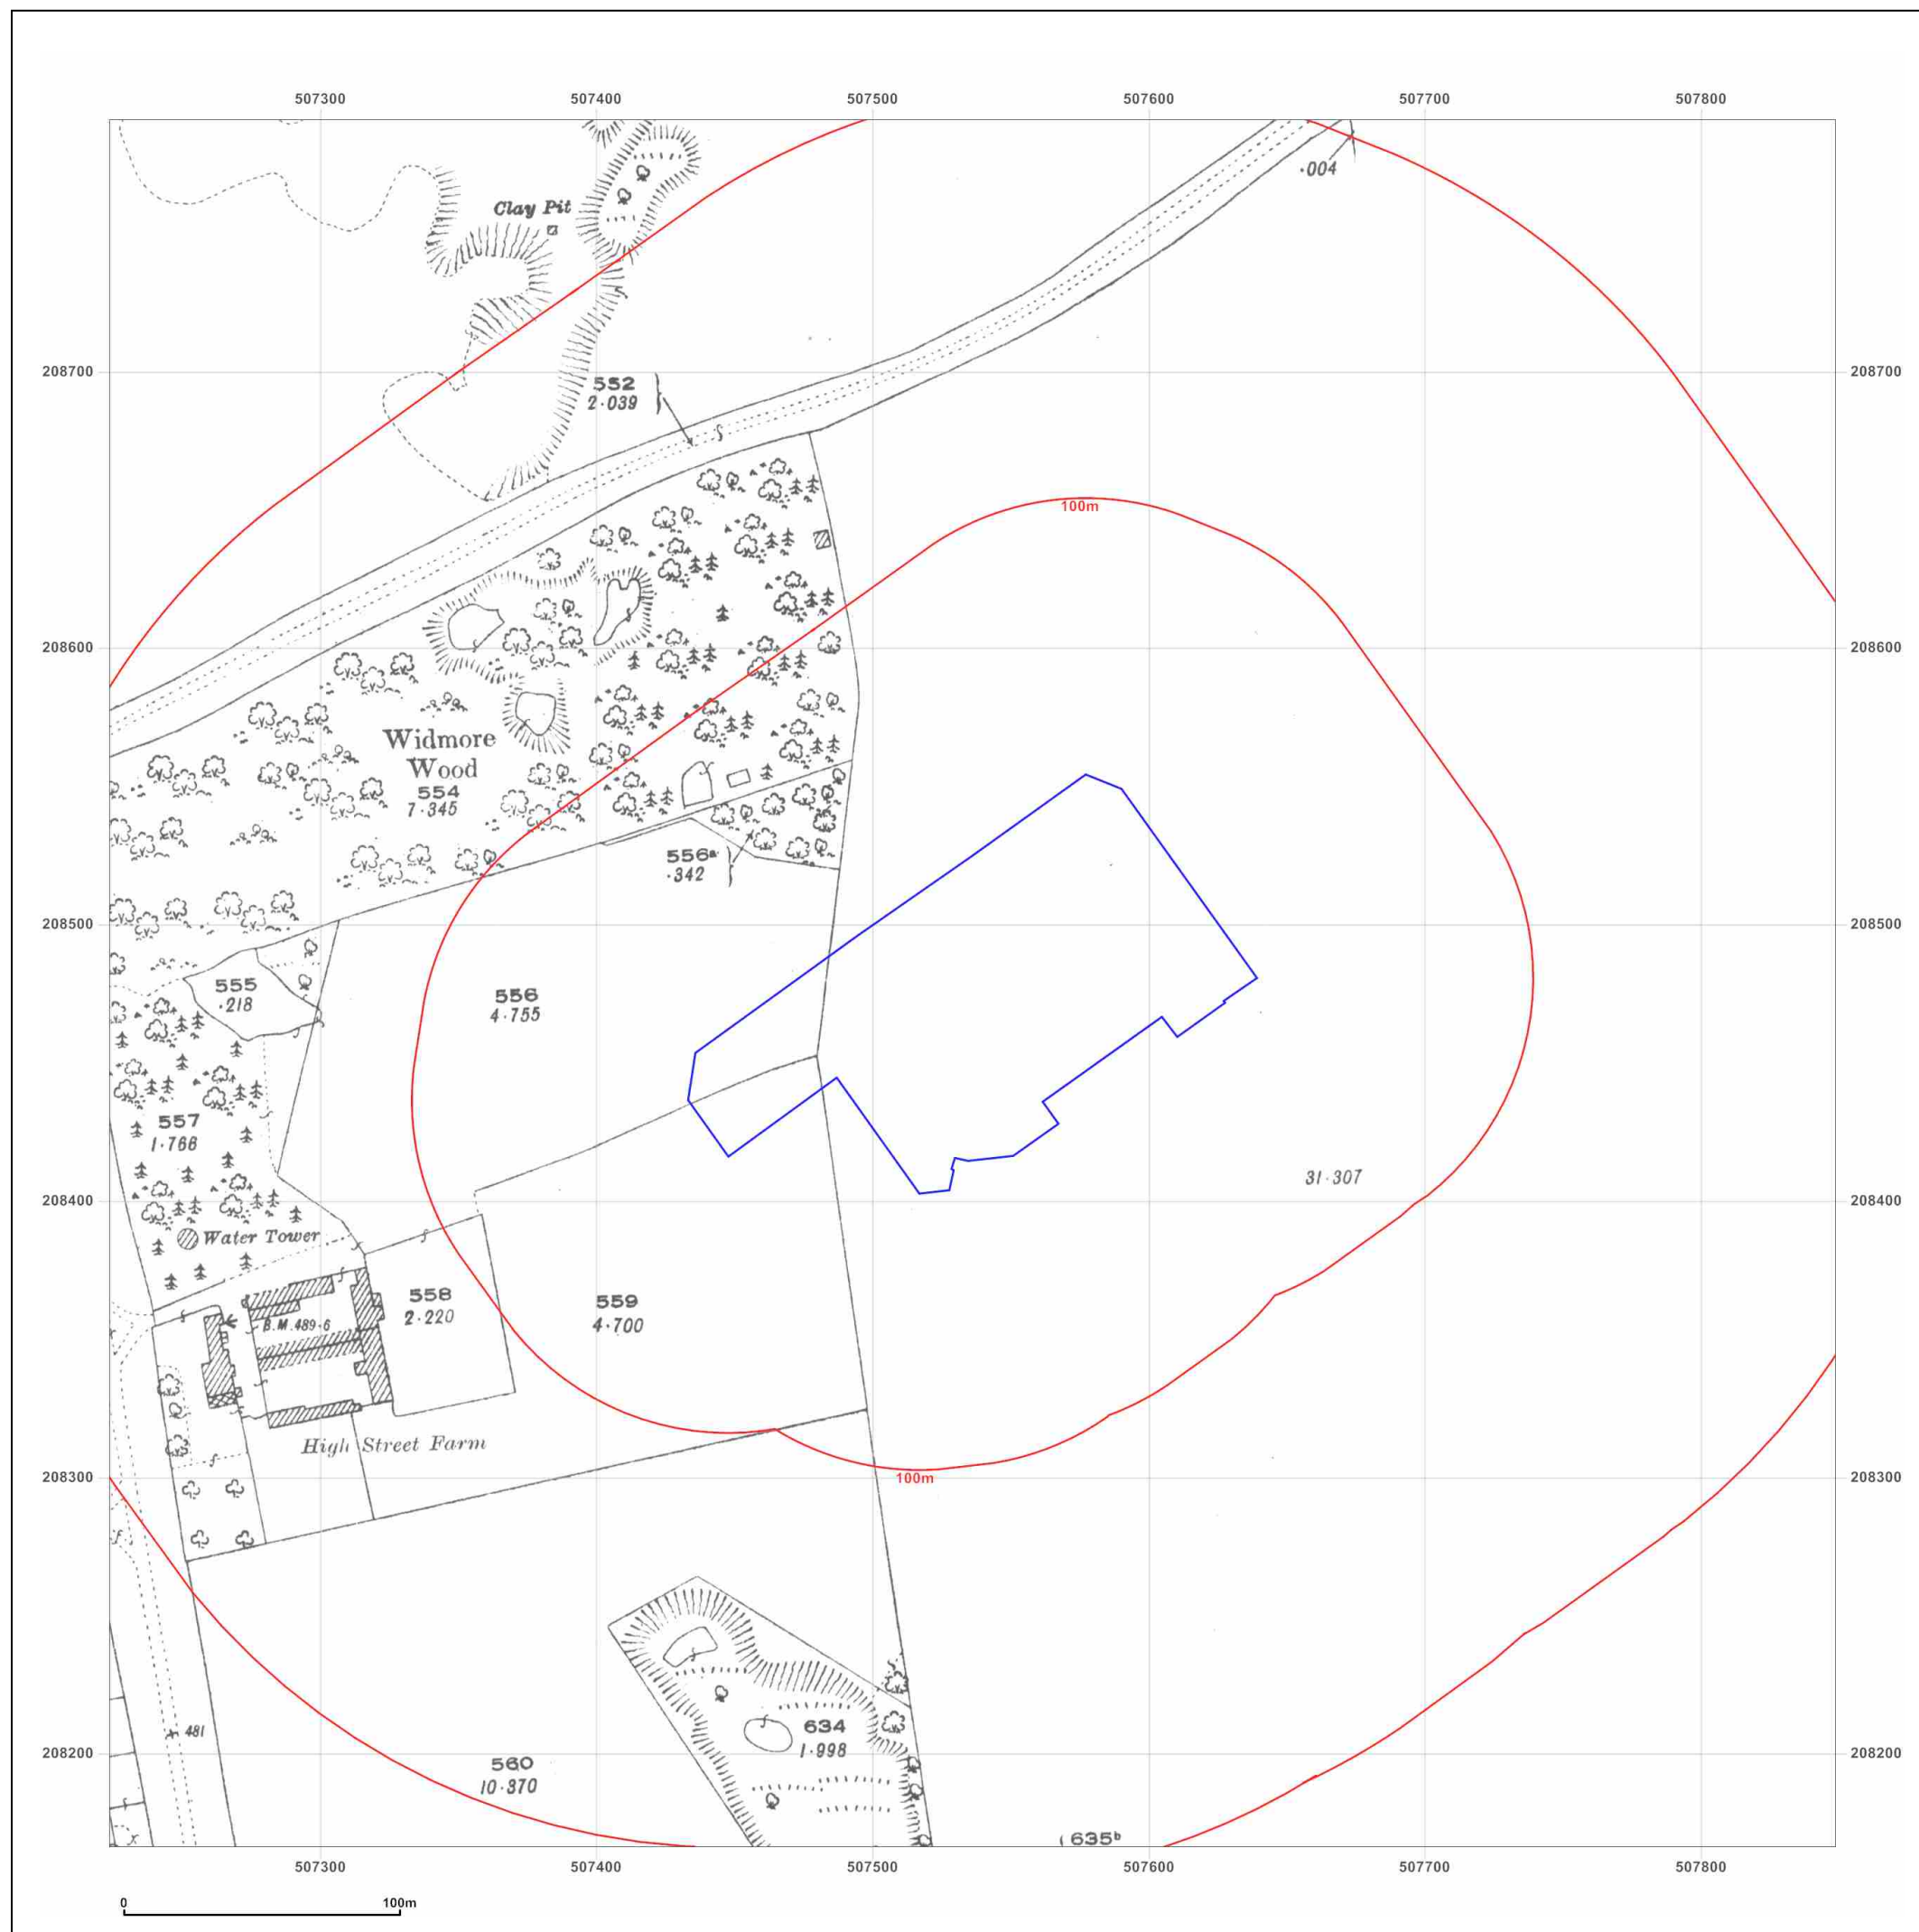 507300 507400 507500 507600 507700 507800
·004
Clay Pit
208700 208700
552
2·039
100m
208600 208600
Widmore
Wood
554
7·345
556ᵃ
·342
208500 208500
555
·218
556
4·755
557
1·768
31·307
208400 208400
Water Tower
558
2·220
559
4·700
B.M.489·6
High Street Farm
208300 208300
100m
634
1·998
481
208200 208200
560
10·370
635ᵇ
507300 507400 507500 507600 507700 507800
0 100m